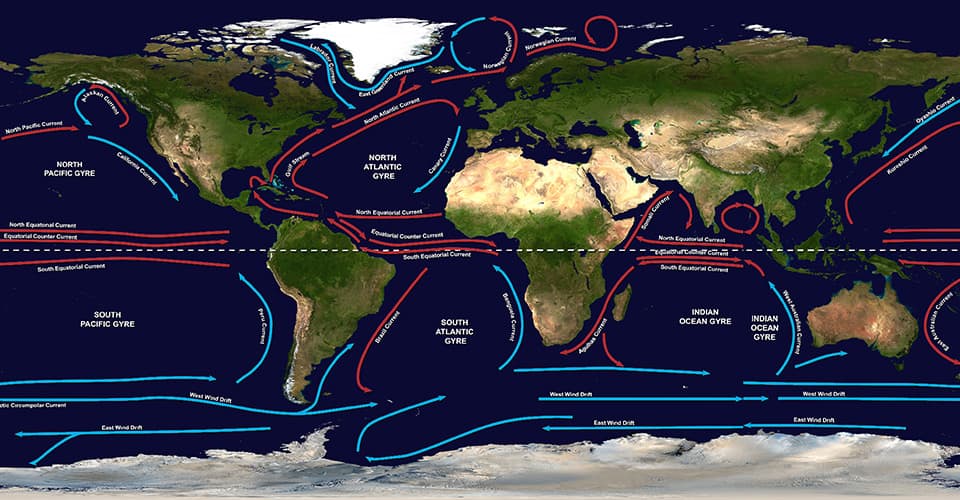 Labrador Current
East Greenland Current
Norwegian Current
Norwegian Current
Alaskan Current
North Pacific Current
California Current
NORTH
PACIFIC GYRE
Gulf Stream
North Atlantic Current
NORTH
ATLANTIC
GYRE
Canary Current
Oyashio Current
Kuroshio Current
North Equatorial Current
Equatorial Counter Current
South Equatorial Current
North Equatorial Current
Equatorial Counter Current
South Equatorial Current
Somali Current
North Equatorial Current
Equatorial Counter Current
South Equatorial Current
SOUTH
PACIFIC GYRE
Peru Current
Brazil Current
SOUTH
ATLANTIC
GYRE
Benguela Current
Agulhas Current
INDIAN
OCEAN GYRE
INDIAN
OCEAN
GYRE
West Australian Current
East Australian Current
ctic Circumpolar Current
West Wind Drift
West Wind Drift
West Wind Drift
East Wind Drift
East Wind Drift
East Wind Drift